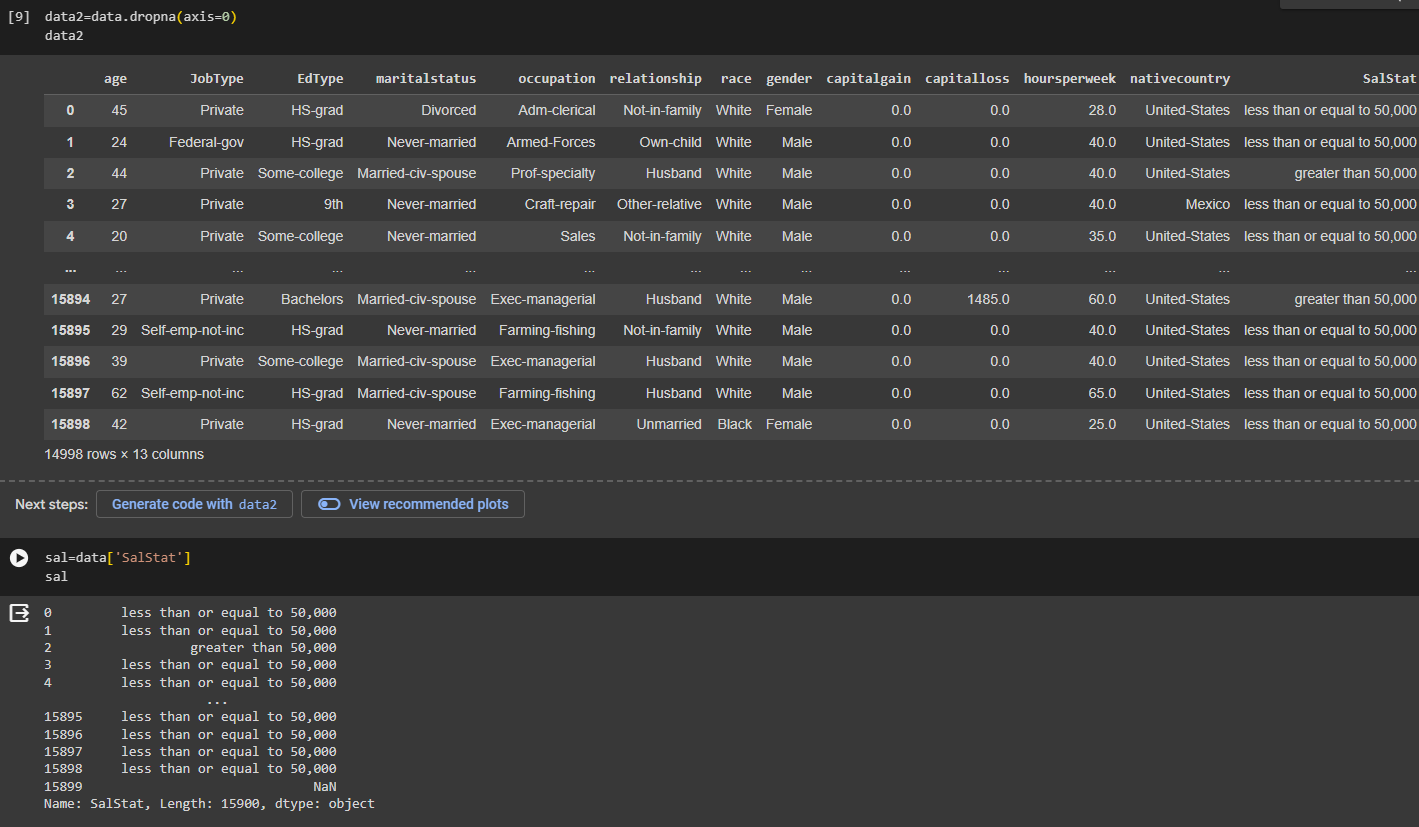 [9] data2=data.dropna(axis=0)
data2
age JobType EdType maritalstatus occupation relationship race gender capitalgain capitalloss hoursperweek nativecountry SalStat
0 45 Private HS-grad Divorced Adm-clerical Not-in-family White Female 0.0 0.0 28.0 United-States less than or equal to 50,000
1 24 Federal-gov HS-grad Never-married Armed-Forces Own-child White Male 0.0 0.0 40.0 United-States less than or equal to 50,000
2 44 Private Some-college Married-civ-spouse Prof-specialty Husband White Male 0.0 0.0 40.0 United-States greater than 50,000
3 27 Private 9th Never-married Craft-repair Other-relative White Male 0.0 0.0 40.0 Mexico less than or equal to 50,000
4 20 Private Some-college Never-married Sales Not-in-family White Male 0.0 0.0 35.0 United-States less than or equal to 50,000
... ... ... ... ... ... ... ... ... ... ... ... ... ...
15894 27 Private Bachelors Married-civ-spouse Exec-managerial Husband White Male 0.0 1485.0 60.0 United-States greater than 50,000
15895 29 Self-emp-not-inc HS-grad Never-married Farming-fishing Not-in-family White Male 0.0 0.0 40.0 United-States less than or equal to 50,000
15896 39 Private Some-college Married-civ-spouse Exec-managerial Husband White Male 0.0 0.0 40.0 United-States less than or equal to 50,000
15897 62 Self-emp-not-inc HS-grad Married-civ-spouse Farming-fishing Husband White Male 0.0 0.0 65.0 United-States less than or equal to 50,000
15898 42 Private HS-grad Never-married Exec-managerial Unmarried Black Female 0.0 0.0 25.0 United-States less than or equal to 50,000
14998 rows × 13 columns
Next steps: Generate code with data2 View recommended plots
sal=data['SalStat']
sal
0 less than or equal to 50,000
1 less than or equal to 50,000
2 greater than 50,000
3 less than or equal to 50,000
4 less than or equal to 50,000
...
15895 less than or equal to 50,000
15896 less than or equal to 50,000
15897 less than or equal to 50,000
15898 less than or equal to 50,000
15899 NaN
Name: SalStat, Length: 15900, dtype: object